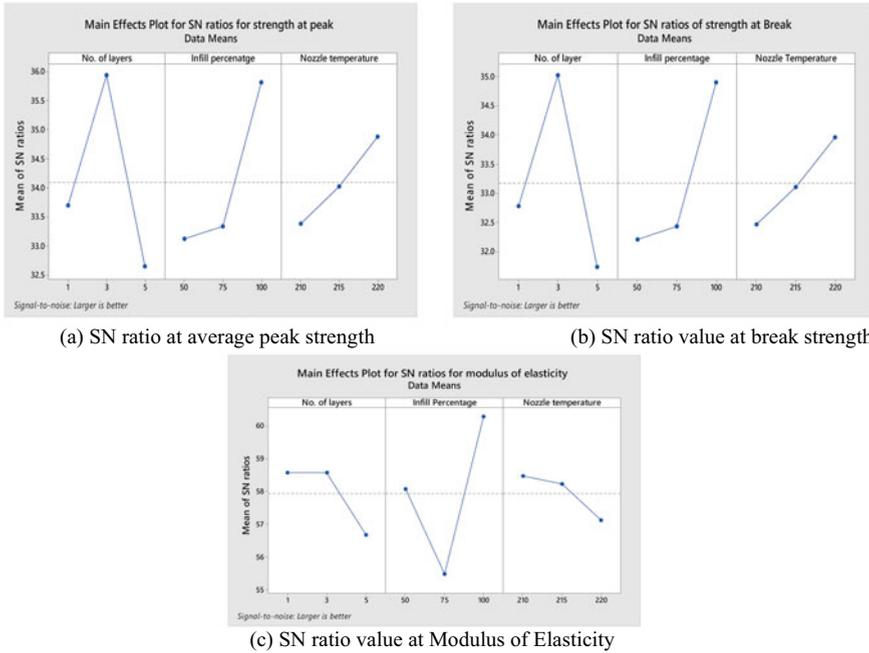 Main Effects Plot for SN ratios for strength at peak
Data Means
No. of layers Infill percenatge Nozzle temperature
Mean of SN ratios
36.0
35.5
35.0
34.5
34.0
33.5
33.0
32.5
1 3 5 50 75 100 210 215 220
Signal-to-noise: Larger is better
(a) SN ratio at average peak strength
Main Effects Plot for SN ratios of strength at Break
Data Means
No. of layer Infill percentage Nozzle Temperature
Mean of SN ratios
35.0
34.5
34.0
33.5
33.0
32.5
32.0
1 3 5 50 75 100 210 215 220
Signal-to-noise: Larger is better
(b) SN ratio value at break strength
Main Effects Plot for SN ratios for modulus of elasticity
Data Means
No. of layers Infill Percentage Nozzle temperature
Mean of SN ratios
60
59
58
57
56
55
1 3 5 50 75 100 210 215 220
Signal-to-noise: Larger is better
(c) SN ratio value at Modulus of Elasticity